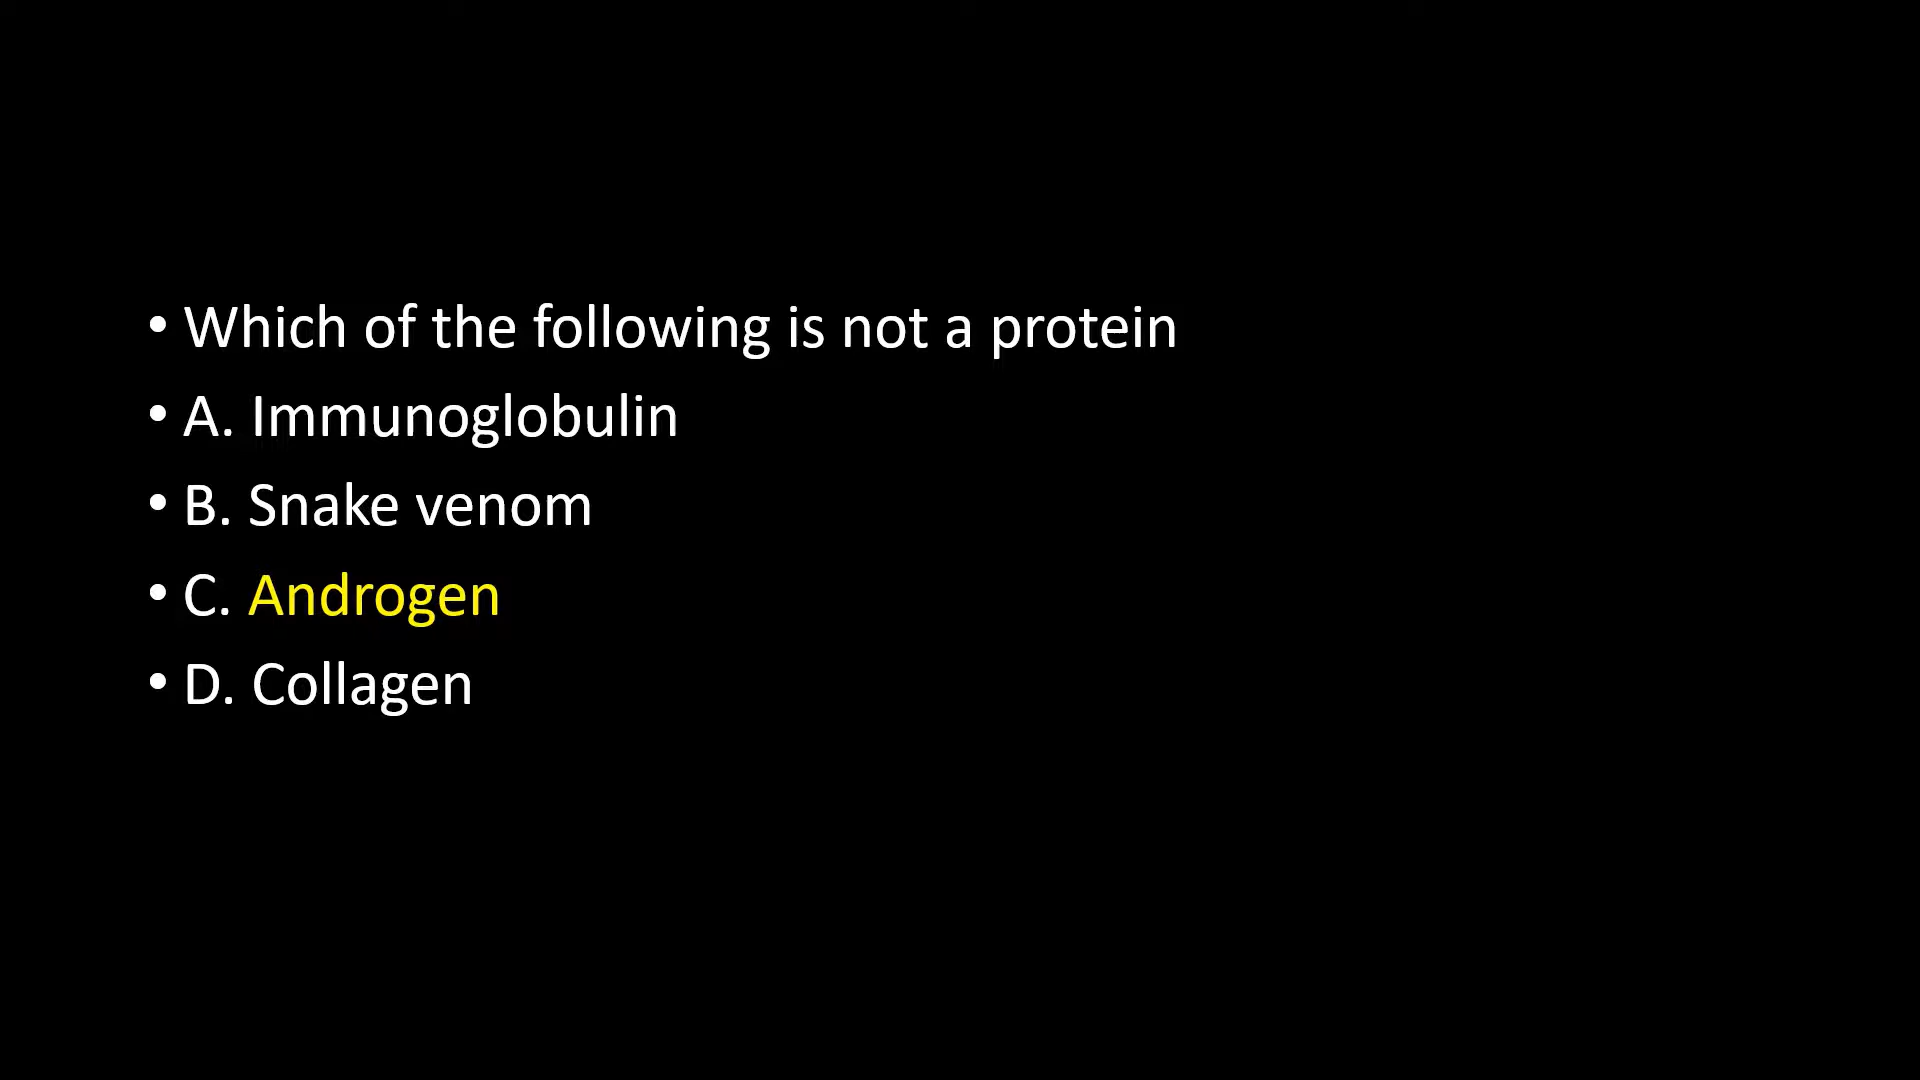 • Which of the following is not a protein
• A. Immunoglobulin
• B. Snake venom
• C. Androgen
• D. Collagen